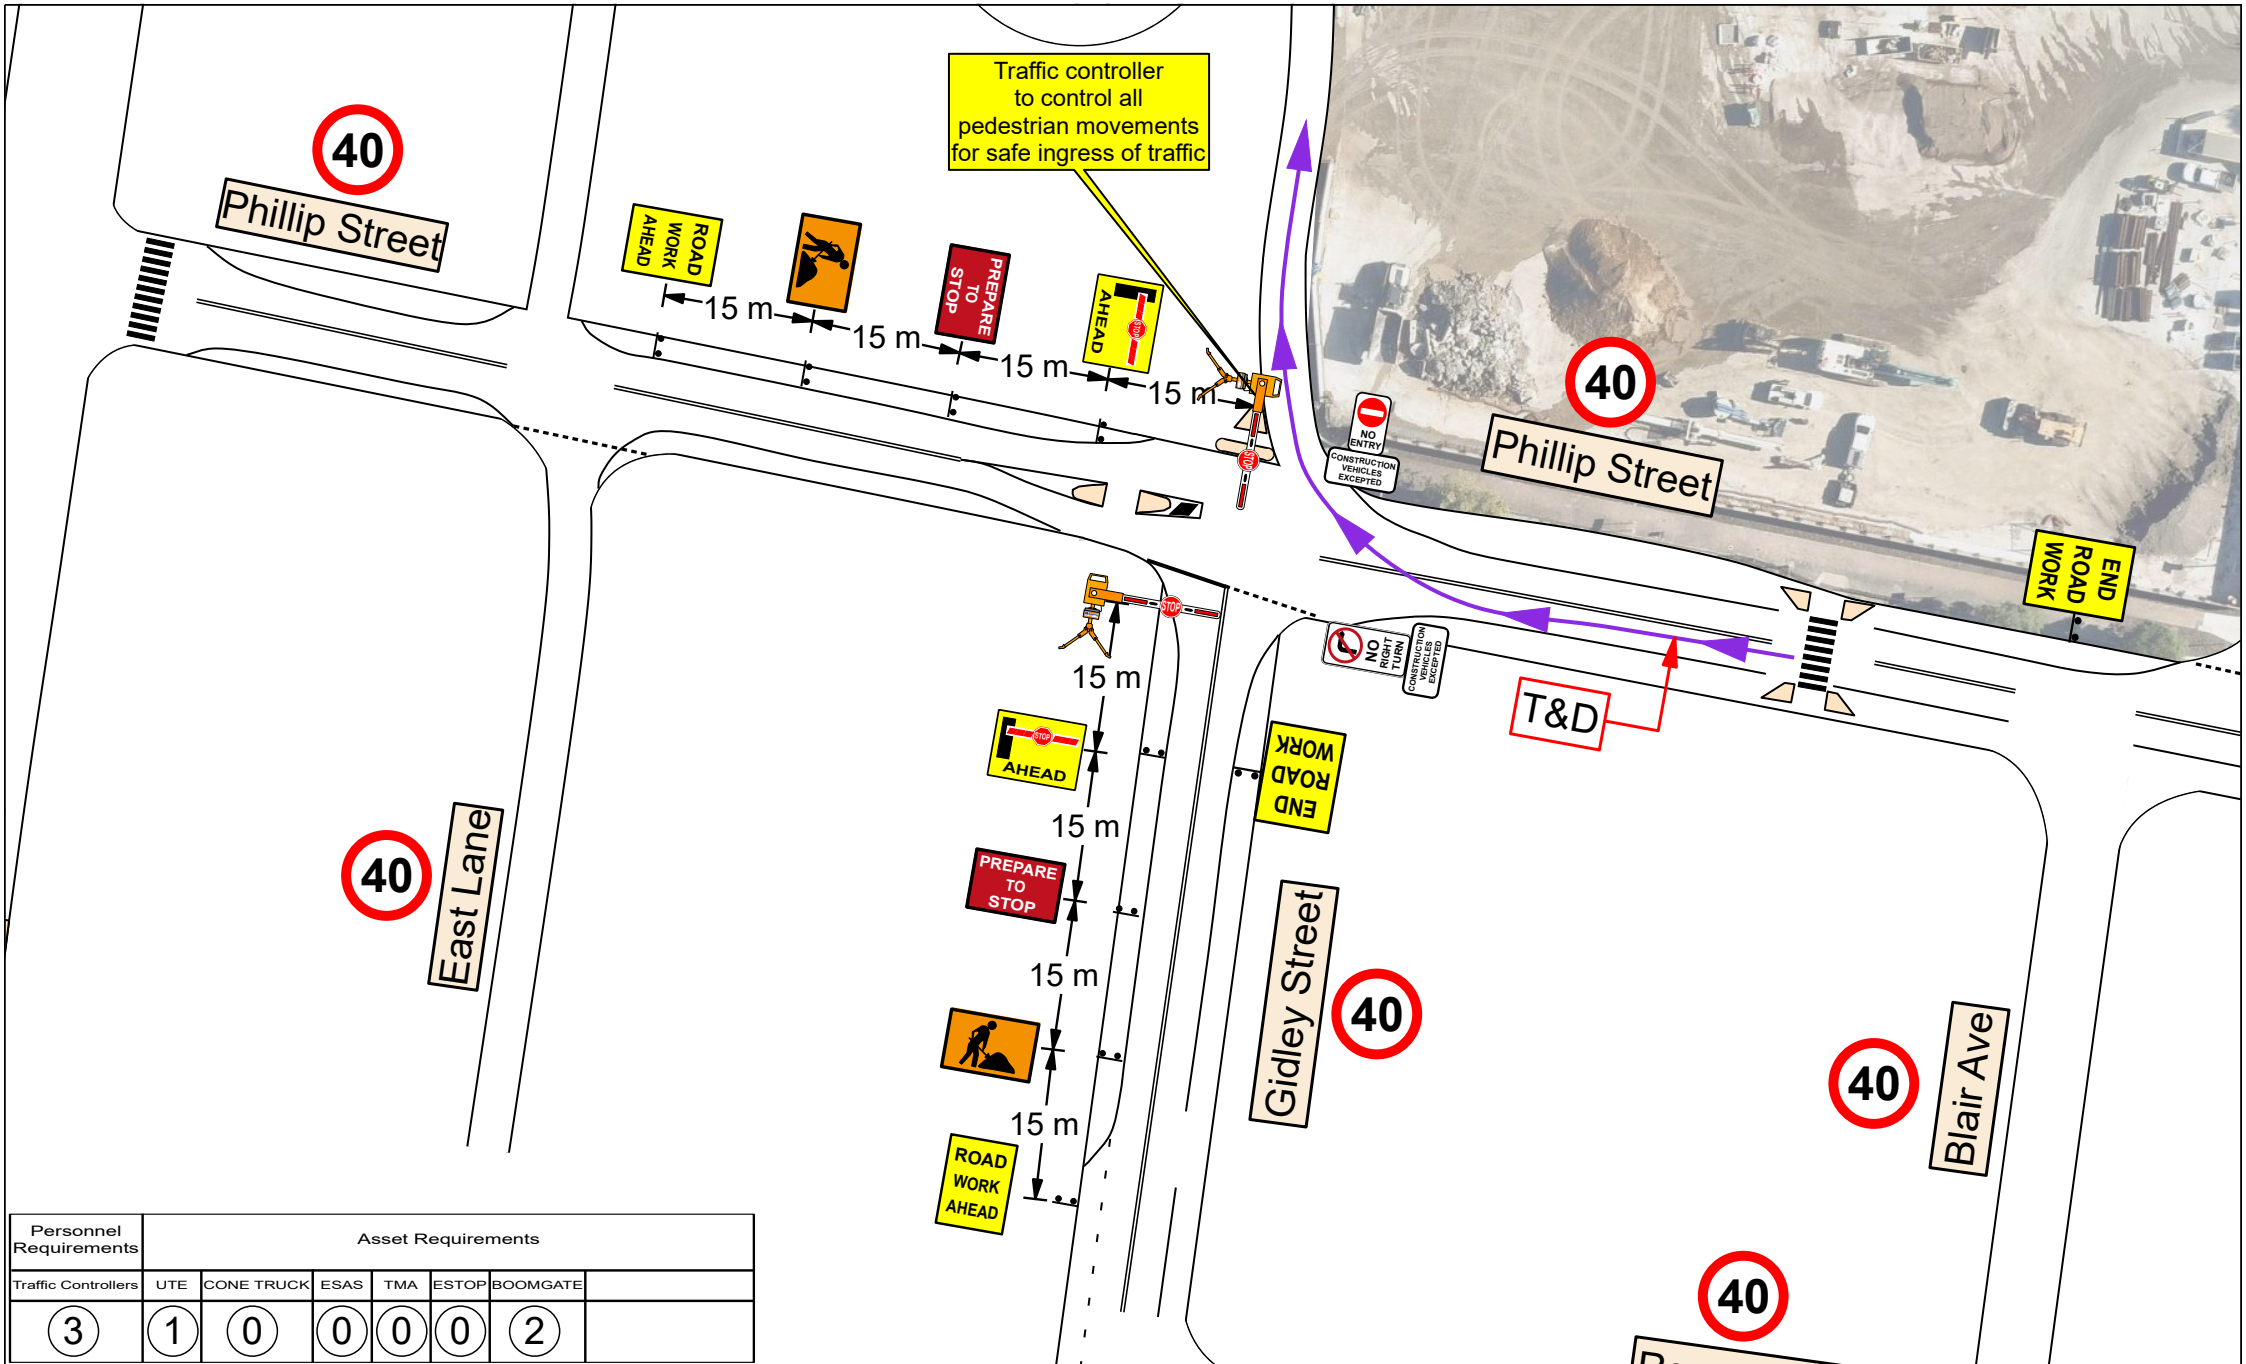 Traffic controller
to control all
pedestrian movements
for safe ingress of traffic
40
Phillip Street
ROAD
WORK
AHEAD
PREPARE
TO
STOP
STOP
AHEAD
15 m
15 m
15 m
15 m
STOP
NO
ENTRY
CONSTRUCTION
VEHICLES
EXCEPTED
40
Phillip Street
END
ROAD
WORK
STOP
15 m
NO
RIGHT
TURN
CONSTRUCTION
VEHICLES
EXCEPTED
T&D
STOP
AHEAD
15 m
END
ROAD
WORK
PREPARE
TO
STOP
15 m
40
East Lane
Gidley Street
40
15 m
ROAD
WORK
AHEAD
40
Blair Ave
40
Personnel
Requirements
Asset Requirements
Traffic Controllers UTE CONE TRUCK ESAS TMA ESTOP BOOMGATE
3 1 0 0 0 0 2